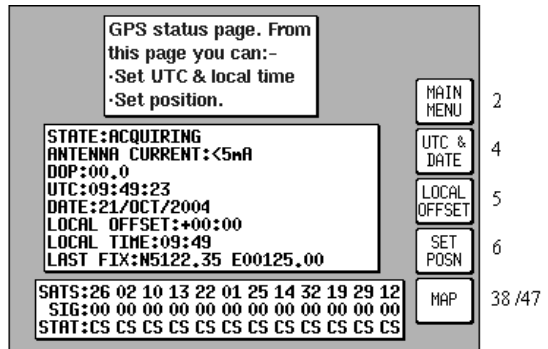 GPS status page. From
this page you can:-
·Set UTC & local time
·Set position.
STATE:ACQUIRING
ANTENNA CURRENT:<5mA
DOP:00.0
UTC:09:49:23
DATE:21/OCT/2004
LOCAL OFFSET:+00:00
LOCAL TIME:09:49
LAST FIX:N5122.35 E00125.00
SATS:26 02 10 13 22 01 25 14 32 19 29 12
SIG:00 00 00 00 00 00 00 00 00 00 00 00
STAT:CS CS CS CS CS CS CS CS CS CS CS CS
MAIN
MENU
2
UTC &
DATE
4
LOCAL
OFFSET
5
SET
POSN
6
MAP
38 /47